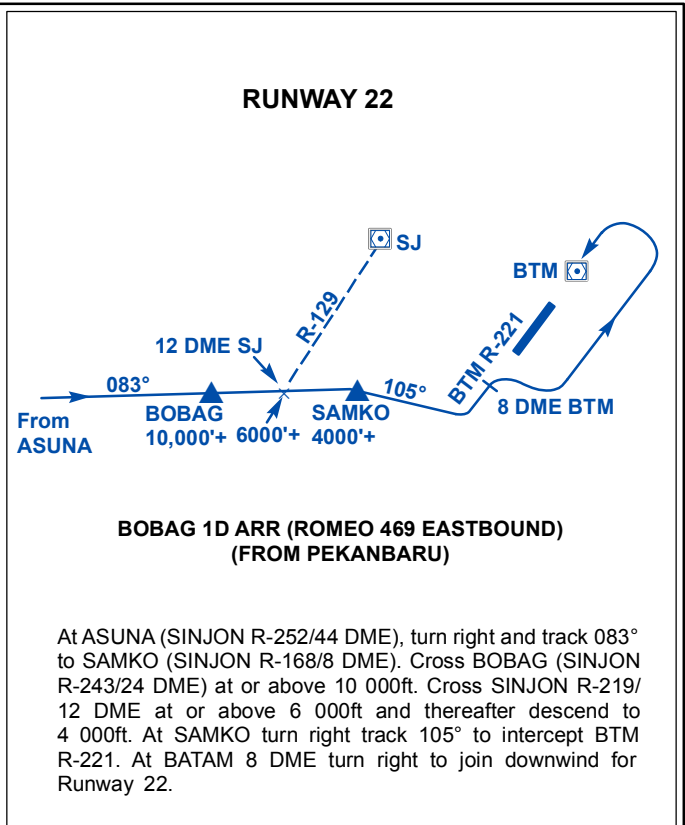 RUNWAY 22
SJ
BTM
R-129
BTM R-221
12 DME SJ
083°
105°
8 DME BTM
From
ASUNA
BOBAG
10,000'+
6000'+
SAMKO
4000'+
BOBAG 1D ARR (ROMEO 469 EASTBOUND)
(FROM PEKANBARU)
At ASUNA (SINJON R-252/44 DME), turn right and track 083°
to SAMKO (SINJON R-168/8 DME). Cross BOBAG (SINJON
R-243/24 DME) at or above 10 000ft. Cross SINJON R-219/
12 DME at or above 6 000ft and thereafter descend to
4 000ft. At SAMKO turn right track 105° to intercept BTM
R-221. At BATAM 8 DME turn right to join downwind for
Runway 22.